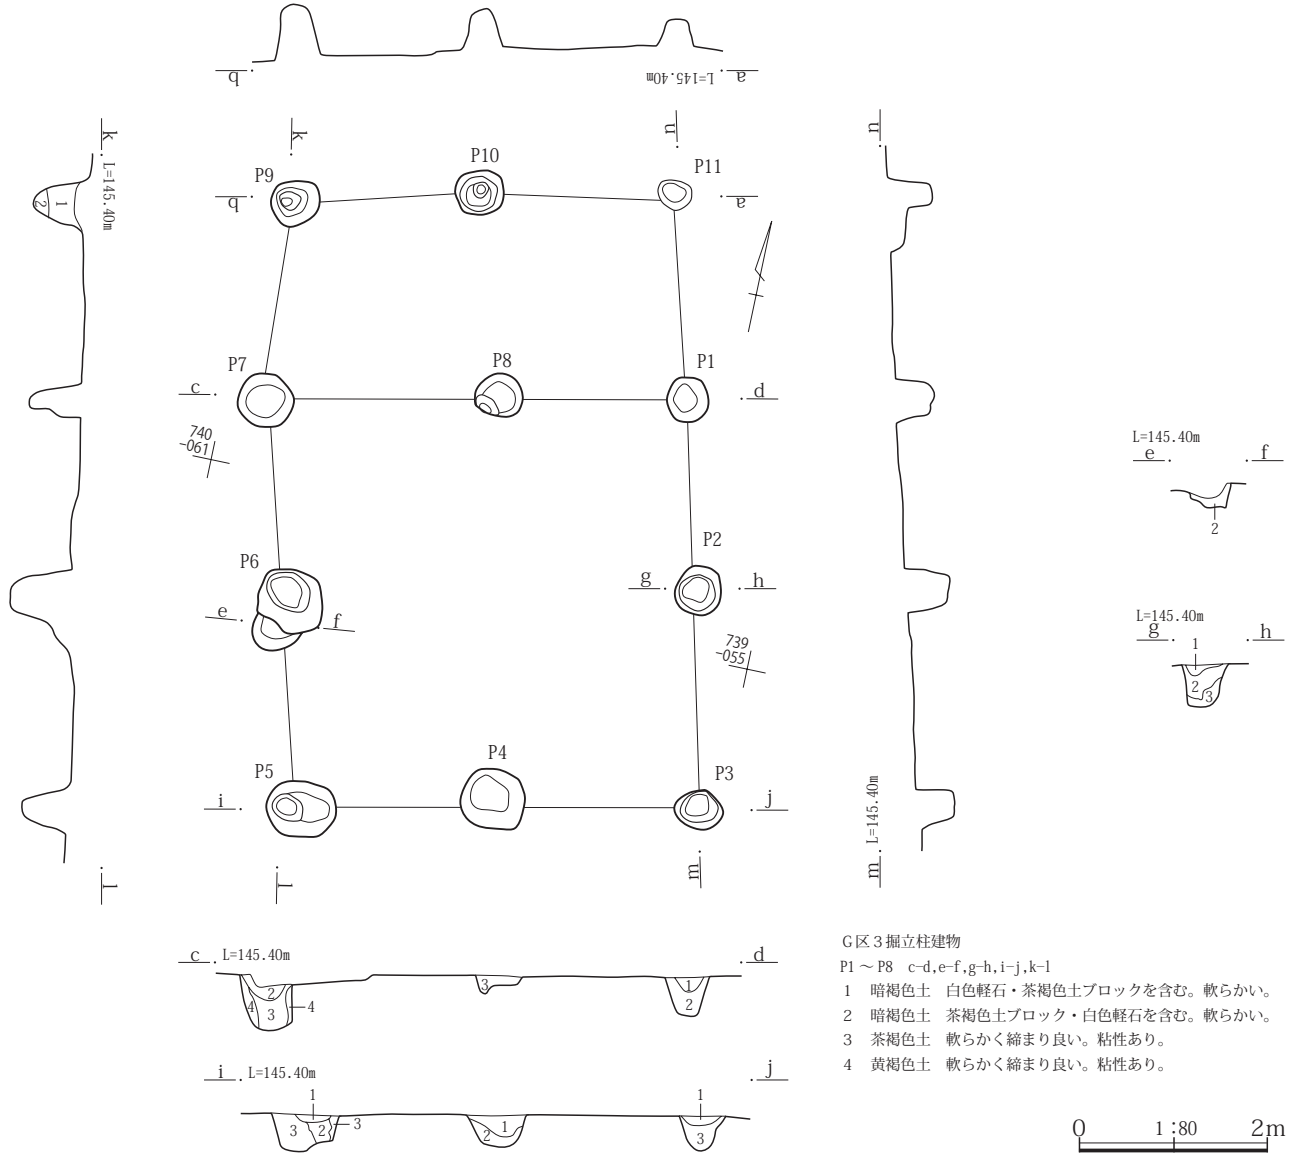 b
L=145.40m
a
k
L=145.40m
k
n
n
P9
P10
P11
b
a
1
2
P7
P8
P1
c
d
740
-061
L=145.40m
e
f
2
P6
P2
g
h
e
f
739
-055
L=145.40m
g
h
1
2
3
P5
P4
P3
i
j
l
l
m
m
L=145.40m
c
L=145.40m
d
2
4
3
4
3
1
2
i
L=145.40m
j
1
3
2
3
2
1
1
3
G区3掘立柱建物
P1~P8 c-d,e-f,g-h,i-j,k-l
1 暗褐色土 白色軽石・茶褐色土ブロックを含む。軟らかい。
2 暗褐色土 茶褐色土ブロック・白色軽石を含む。軟らかい。
3 茶褐色土 軟らかく締まり良い。粘性あり。
4 黄褐色土 軟らかく締まり良い。粘性あり。
0 1:80 2m